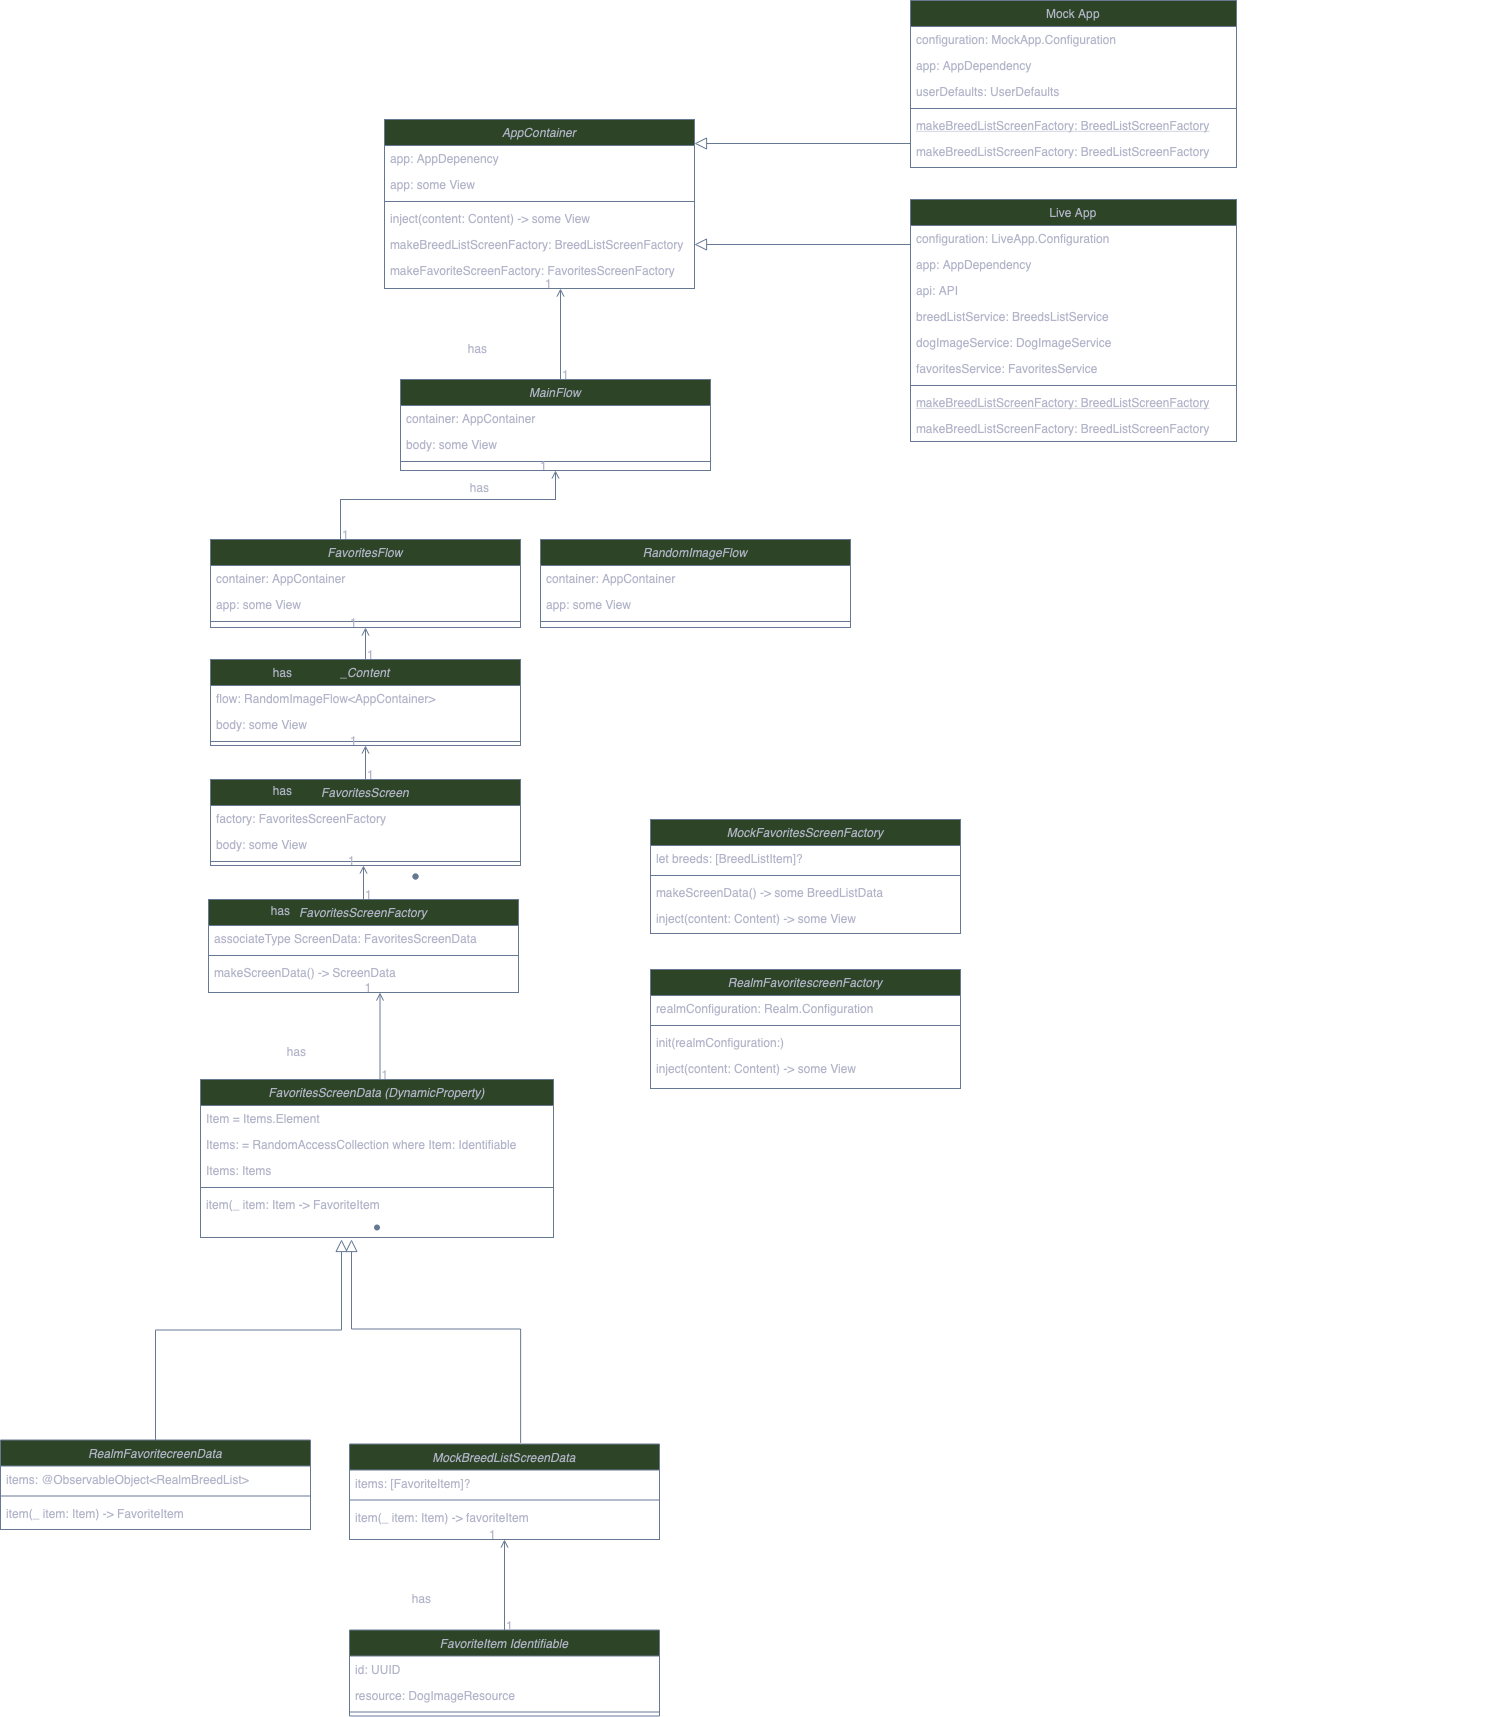 Mock App
configuration: MockApp.Configuration
app: AppDependency
userDefaults: UserDefaults
makeBreedListScreenFactory: BreedListScreenFactory
makeBreedListScreenFactory: BreedListScreenFactory
AppContainer
app: AppDepenency
app: some View
inject(content: Content) -> some View
makeBreedListScreenFactory: BreedListScreenFactory
makeFavoriteScreenFactory: FavoritesScreenFactory
1
Live App
configuration: LiveApp.Configuration
app: AppDependency
api: API
breedListService: BreedsListService
dogImageService: DogImageService
favoritesService: FavoritesService
makeBreedListScreenFactory: BreedListScreenFactory
makeBreedListScreenFactory: BreedListScreenFactory
has
1
MainFlow
container: AppContainer
body: some View
1
has
1
FavoritesFlow
container: AppContainer
app: some View
1
RandomImageFlow
container: AppContainer
app: some View
1
has
_Content
flow: RandomImageFlow<AppContainer>
body: some View
1
1
has
FavoritesScreen
factory: FavoritesScreenFactory
body: some View
1
1
has
FavoritesScreenFactory
associateType ScreenData: FavoritesScreenData
makeScreenData() -> ScreenData
1
MockFavoritesScreenFactory
let breeds: [BreedListItem]?
makeScreenData() -> some BreedListData
inject(content: Content) -> some View
RealmFavoritescreenFactory
realmConfiguration: Realm.Configuration
init(realmConfiguration:)
inject(content: Content) -> some View
has
1
FavoritesScreenData (DynamicProperty)
Item = Items.Element
Items: = RandomAccessCollection where Item: Identifiable
Items: Items
item(_ item: Item -> FavoriteItem
RealmFavoritecreenData
items: @ObservableObject<RealmBreedList>
item(_ item: Item) -> FavoriteItem
MockBreedListScreenData
items: [FavoriteItem]?
item(_ item: Item) -> favoriteItem
1
has
1
FavoriteItem Identifiable
id: UUID
resource: DogImageResource